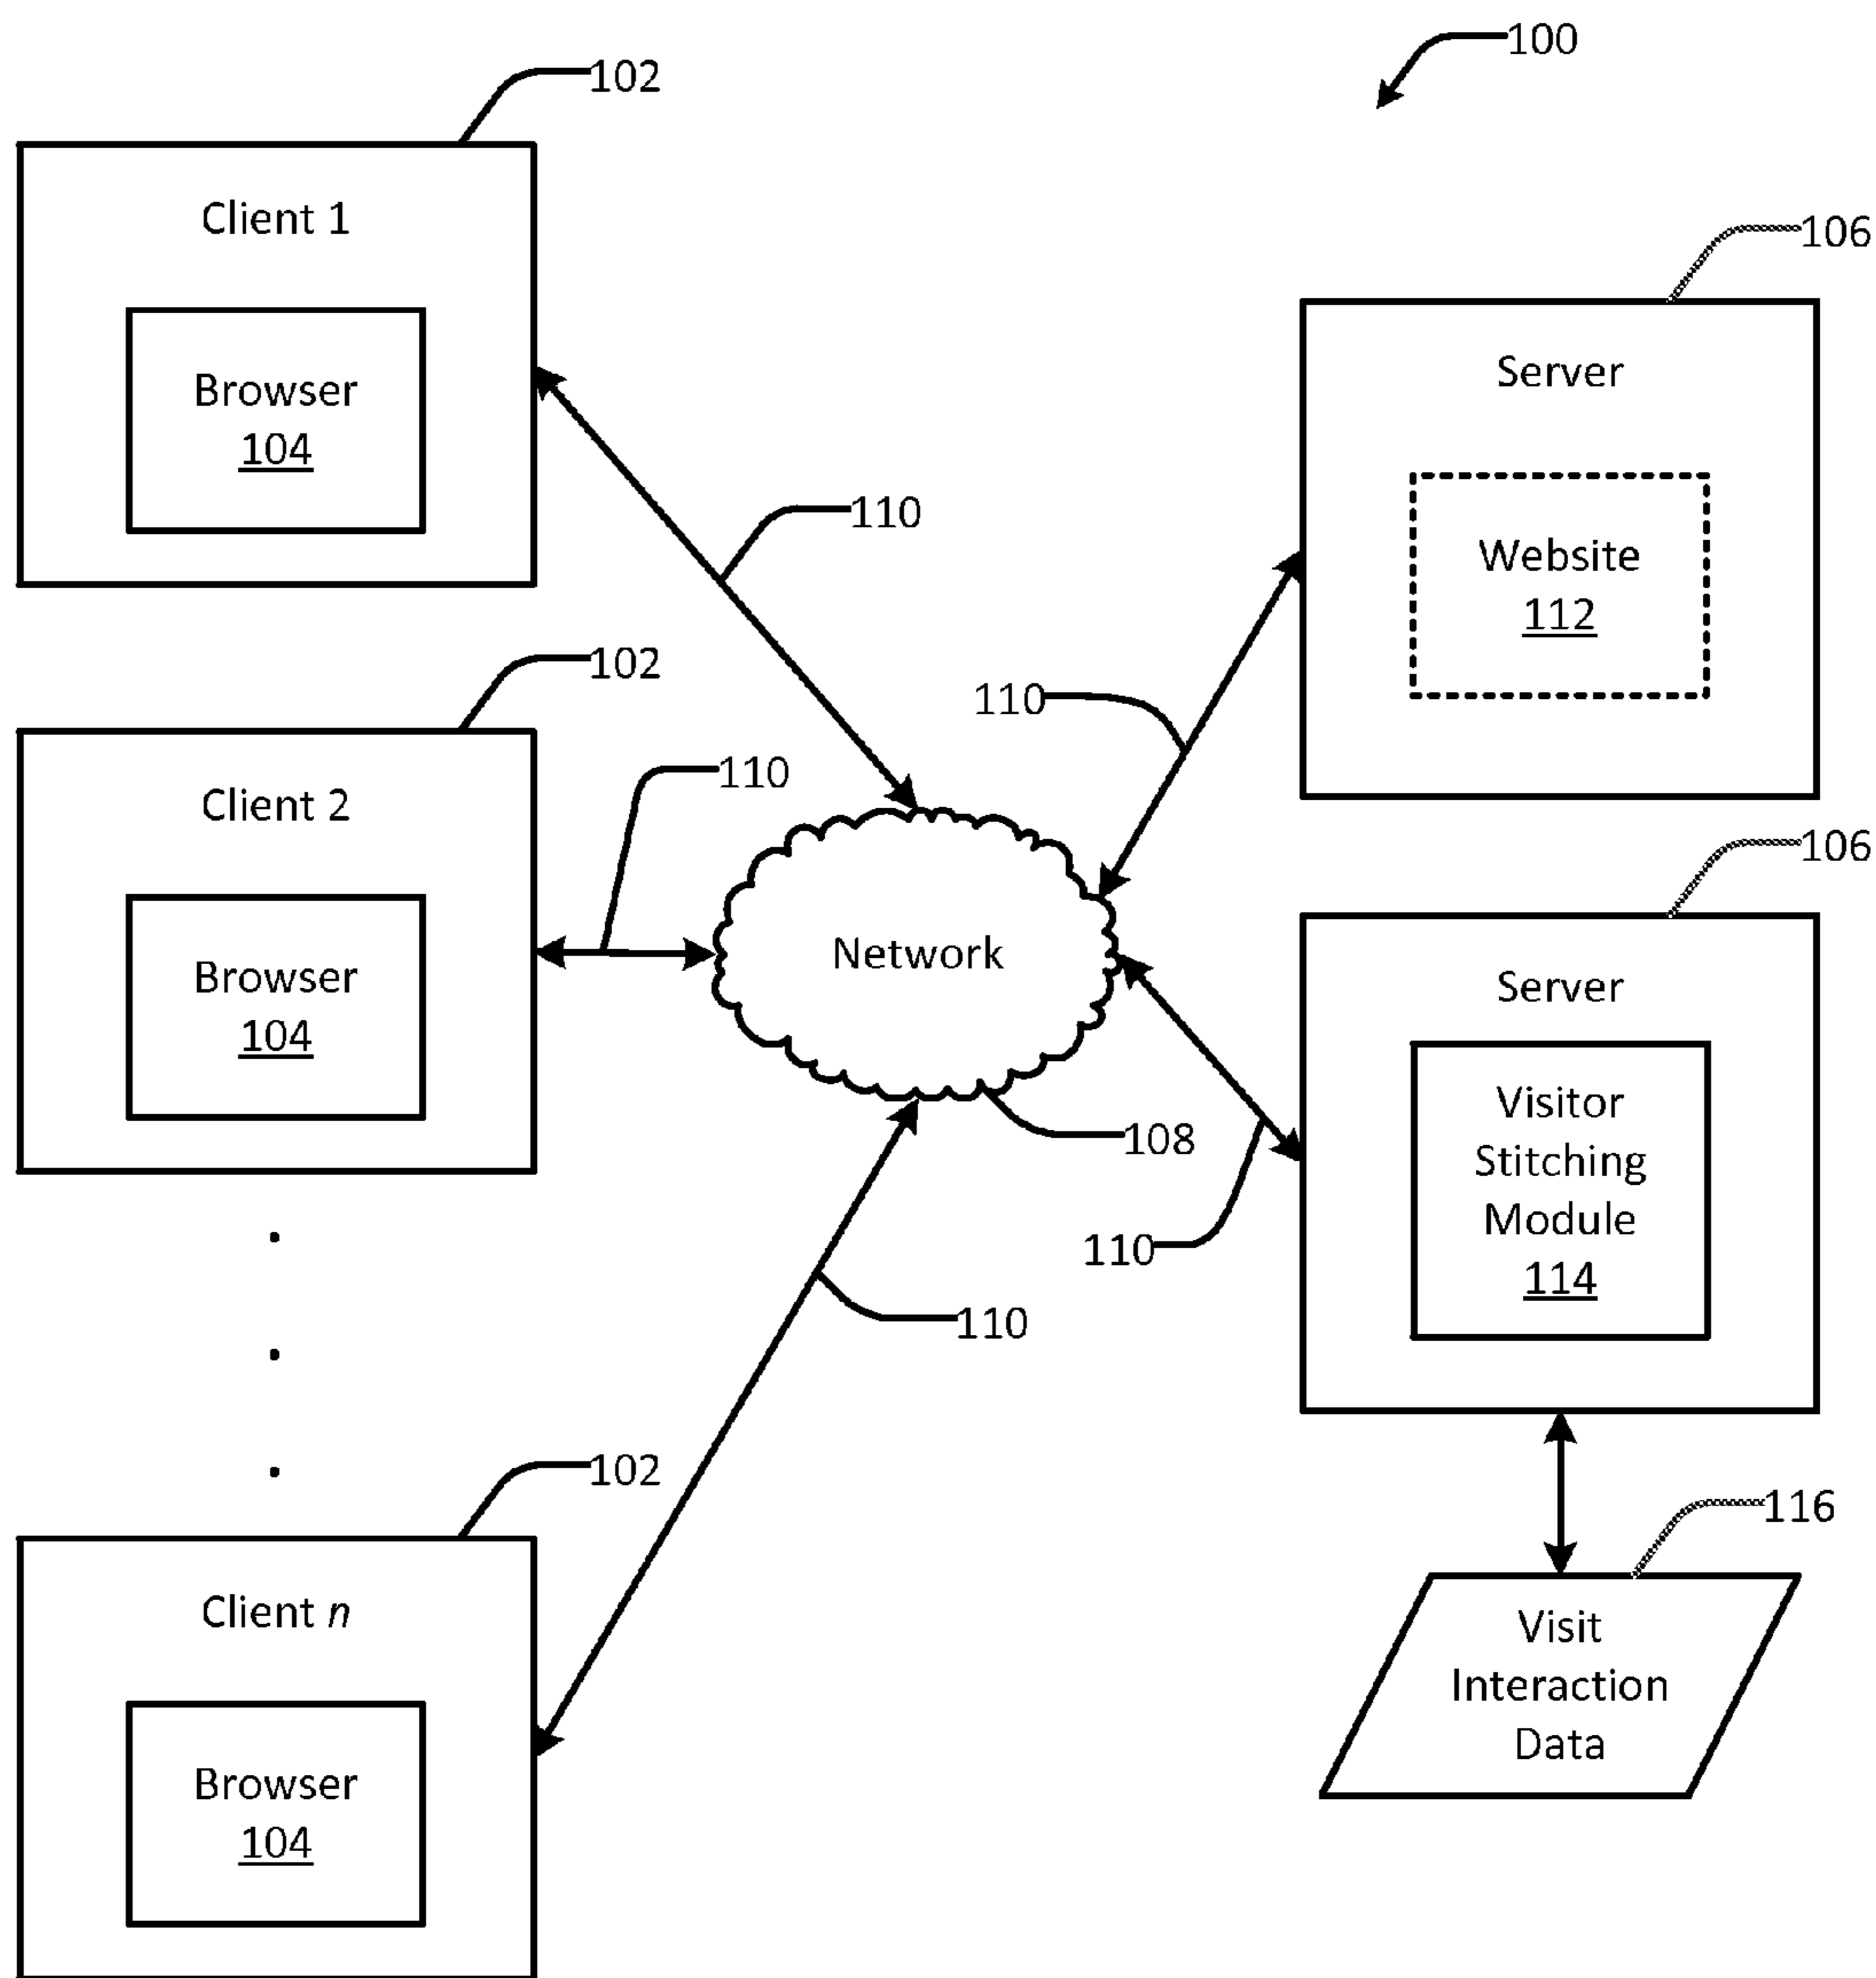 100
102
Client 1
Browser
104
110
106
Server
Website
112
102
Client 2
Browser
104
110
110
Network
108
106
Server
Visitor
Stitching
Module
114
110
110
102
Client n
Browser
104
116
Visit
Interaction
Data